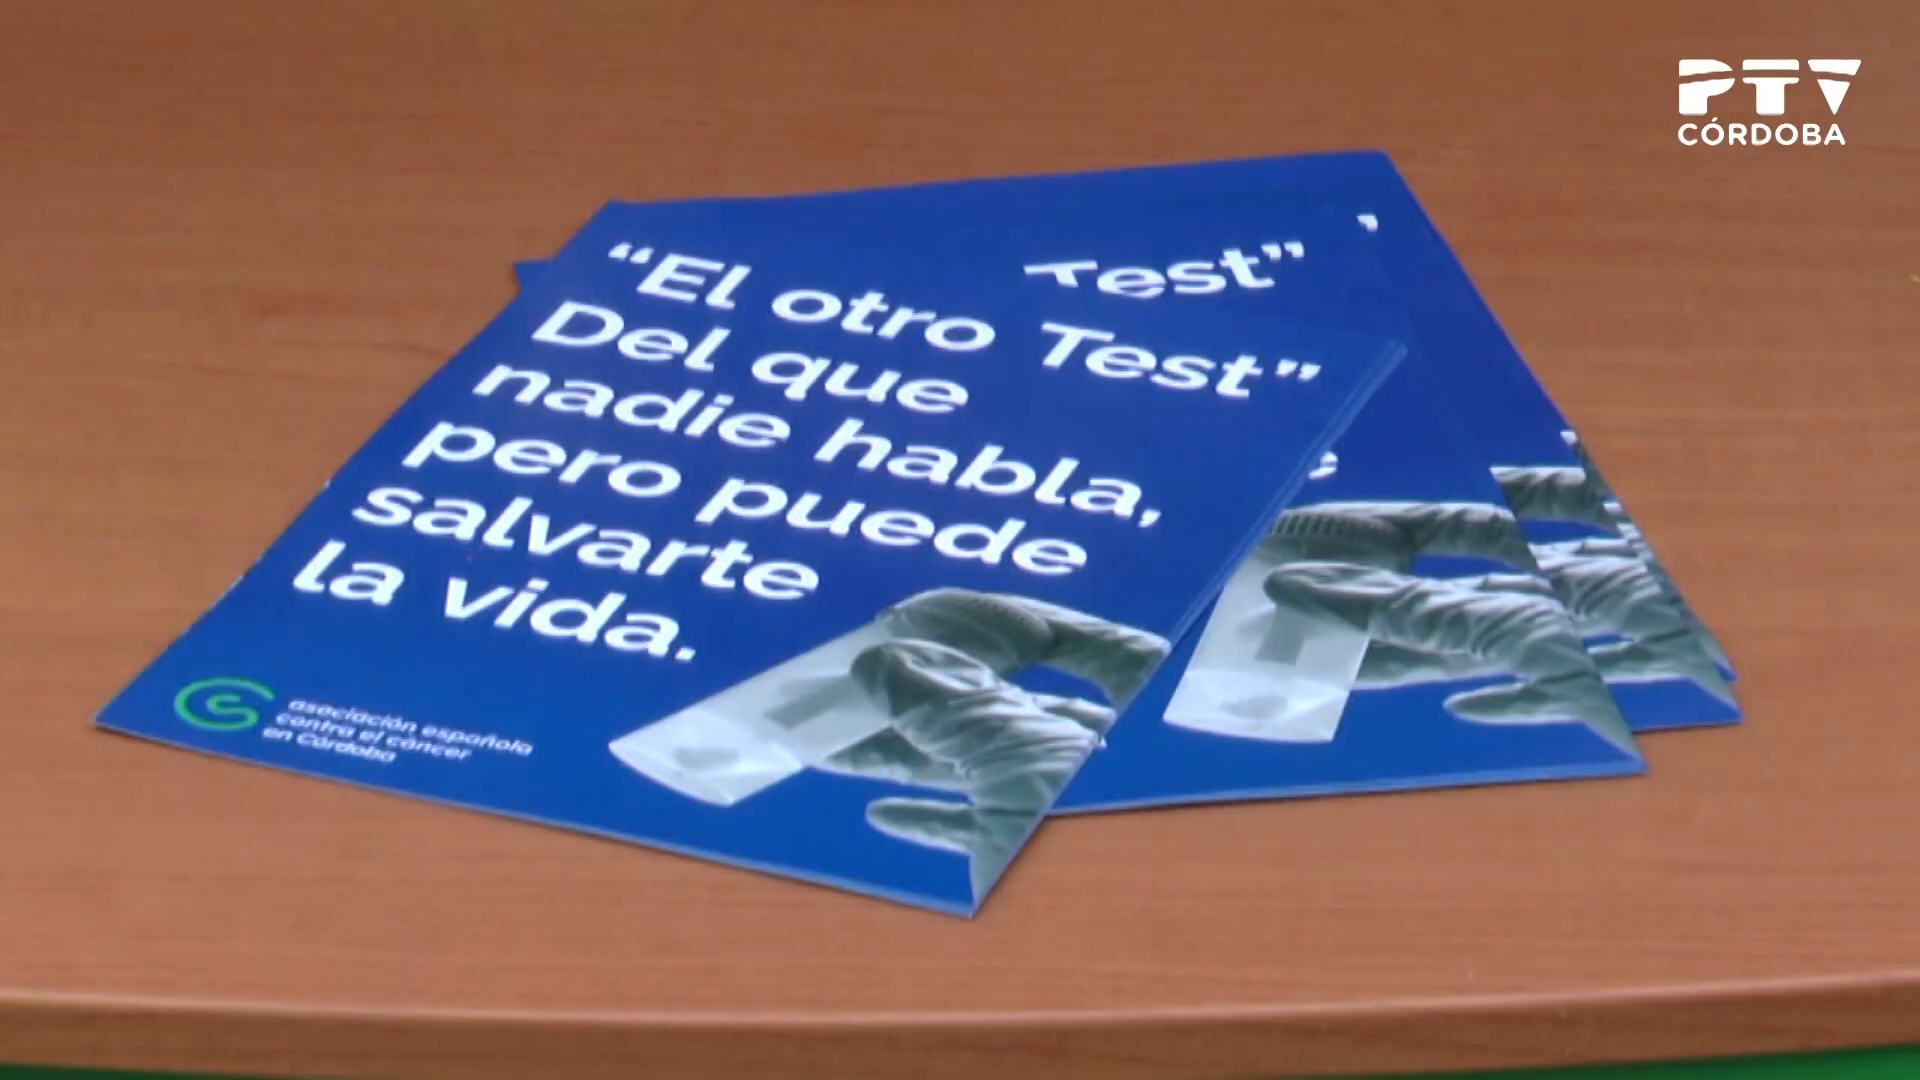 PTV
CÓRDOBA
Test”
“El otro Test”
Del que
nadie habla,
pero puede
salvarte
la vida.
asociación española
contra el cáncer
en Córdoba